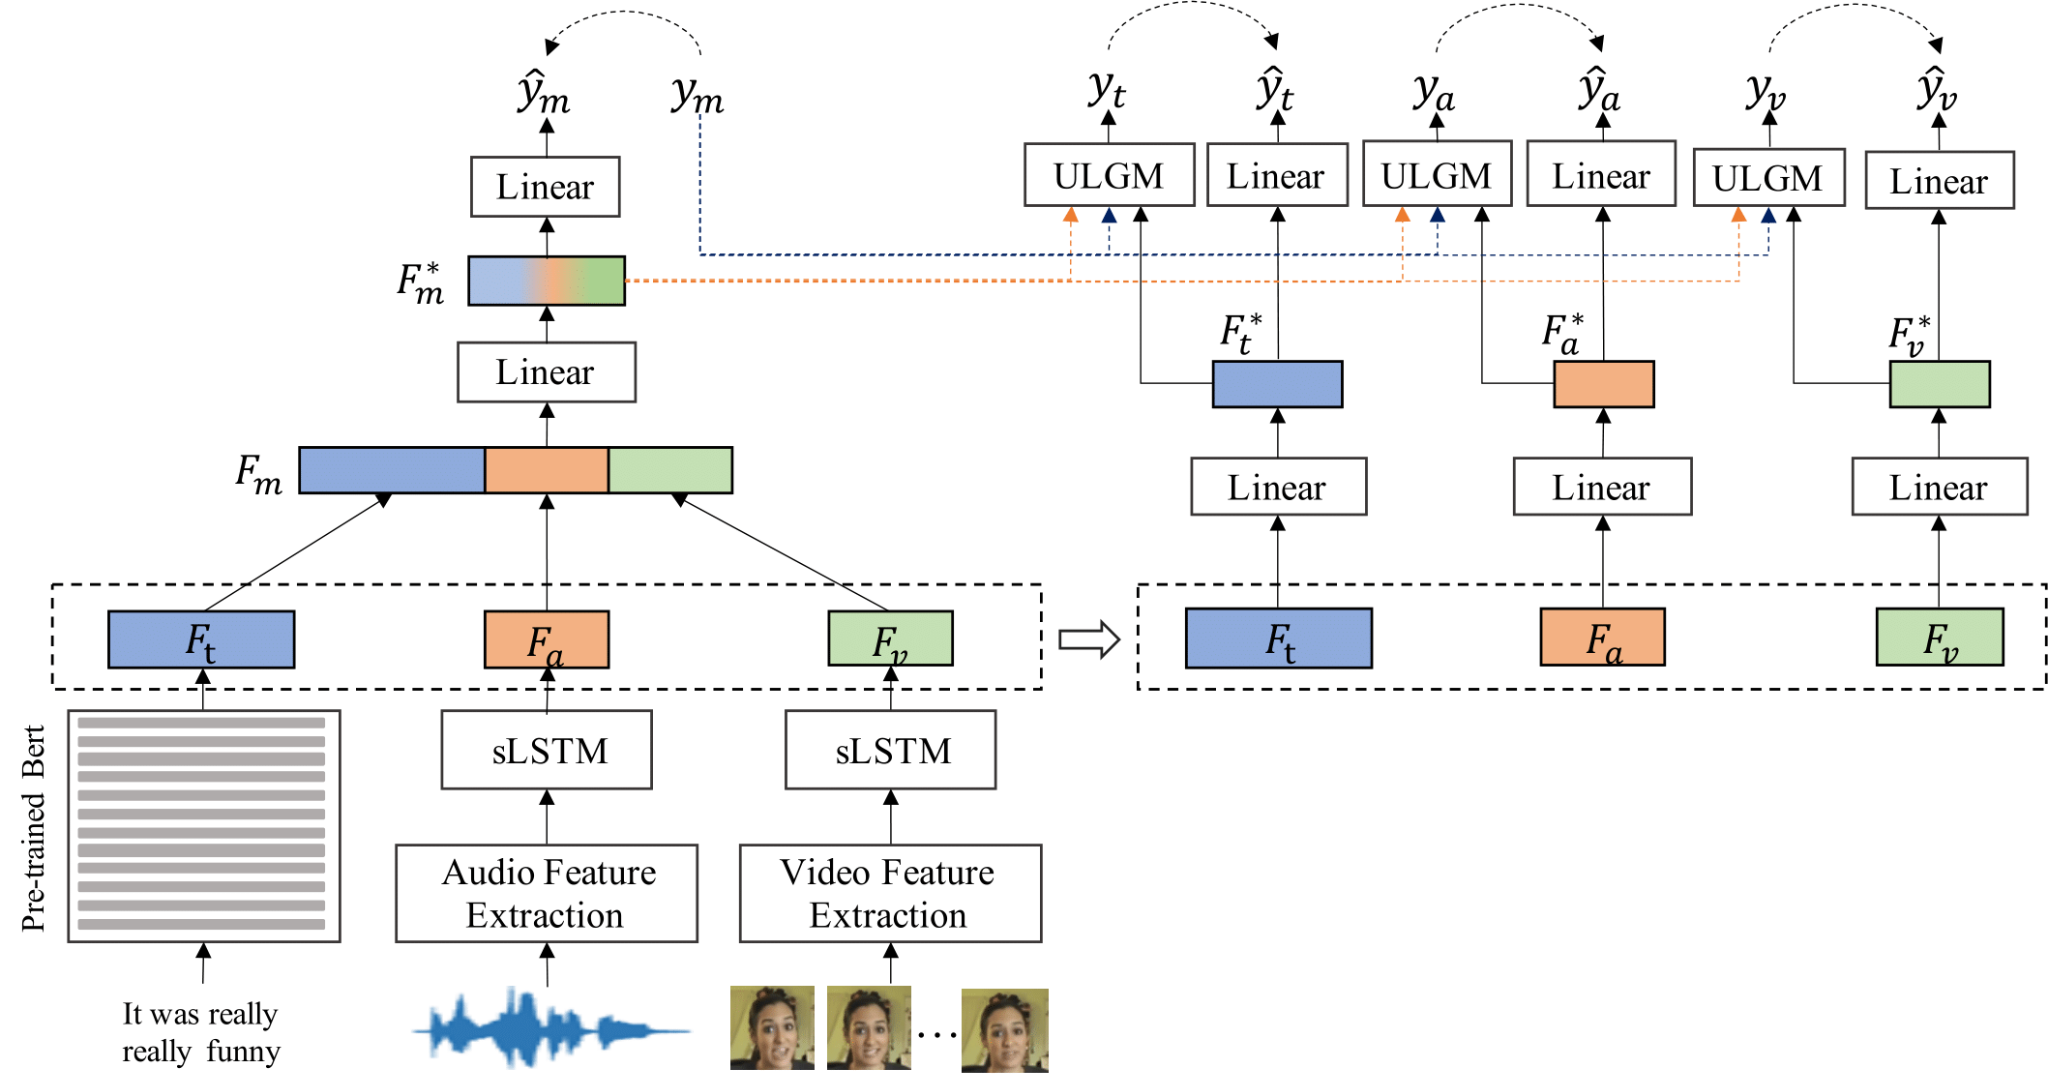 ŷm ym yt ŷt ya ŷa yv ŷv
Linear ULGM Linear ULGM Linear ULGM Linear
F*m
F*t F*a F*v
Linear
Fm
Linear Linear Linear
Ft Fa Fv Ft Fa Fv
Pre-trained Bert
sLSTM sLSTM
Audio Feature
Extraction
Video Feature
Extraction
It was really
really funny
...